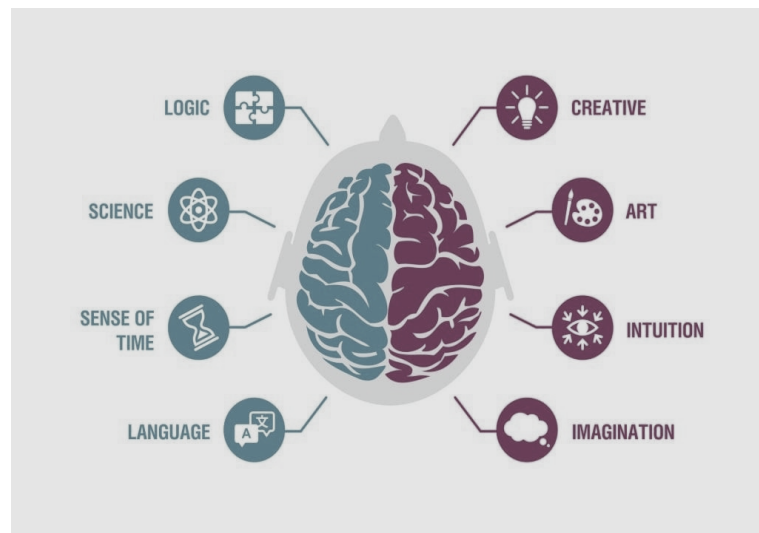 LOGIC
CREATIVE
SCIENCE
ART
SENSE OF
TIME
INTUITION
LANGUAGE
A 文
IMAGINATION